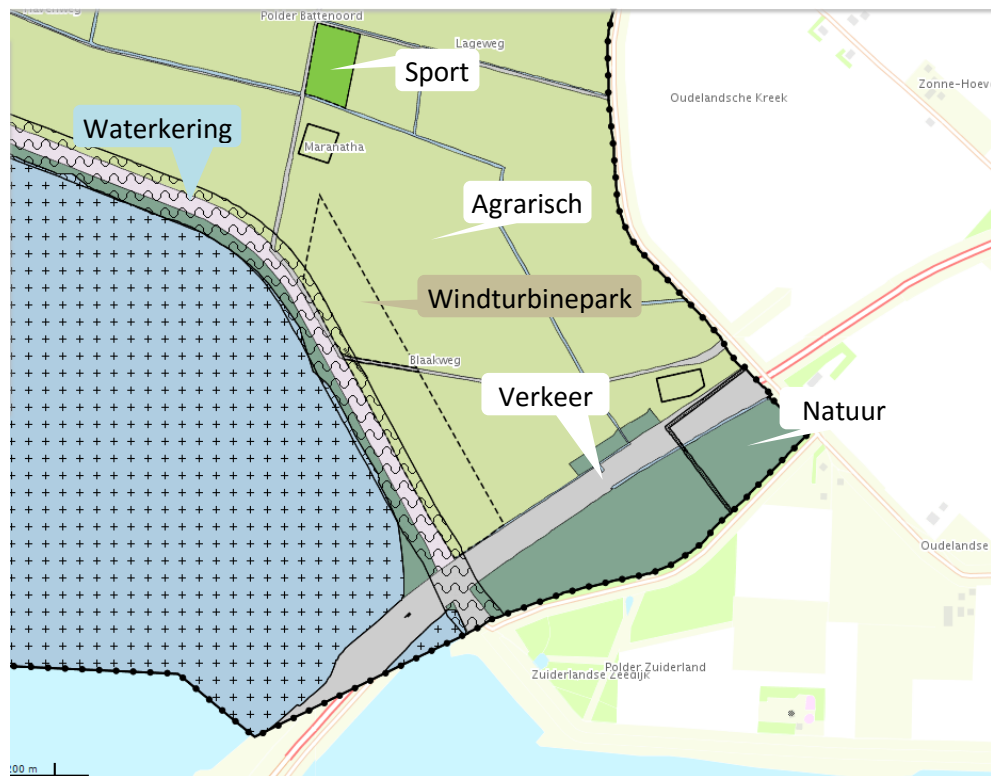 Polder Battenoord
Lageweg
Sport
Zonne-Hoev
Oudelandsche Kreek
Waterkering
Maranatha
Agrarisch
Windturbinepark
Blaakweg
Verkeer
Natuur
Oudelandse
Polder Zuiderland
Zuiderlandse Zeedijk
200 m